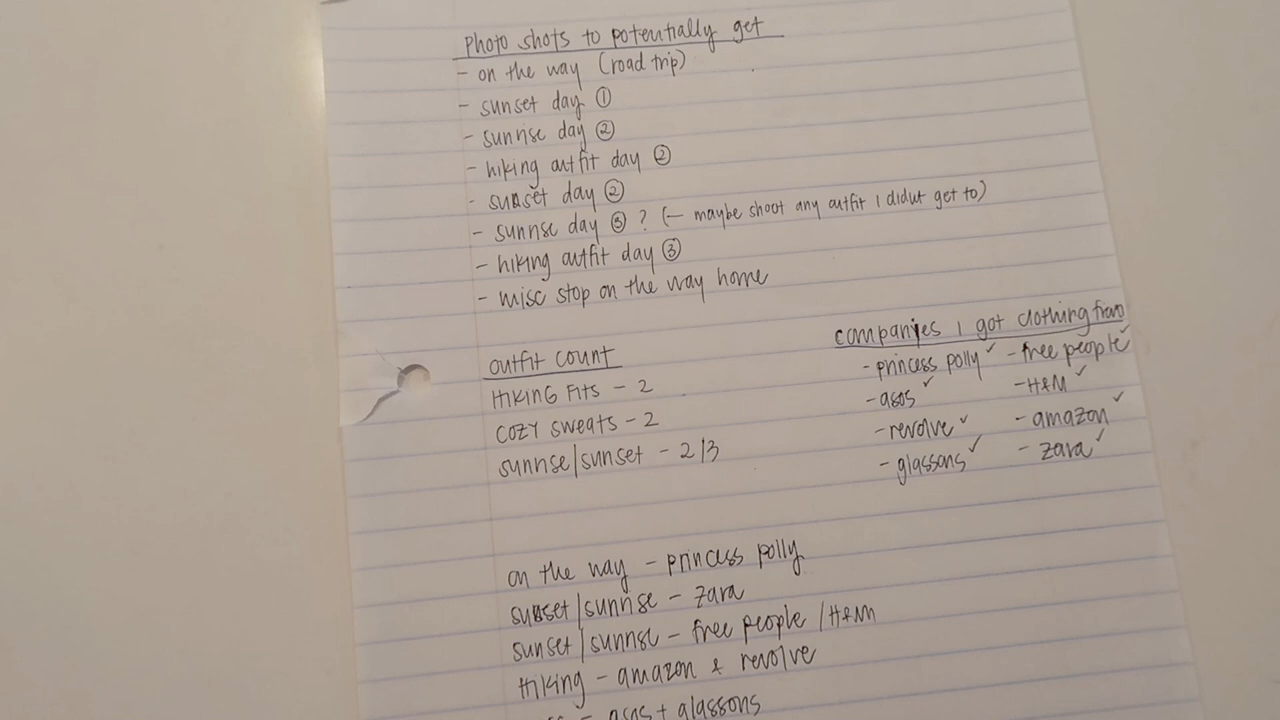 photo shots to potentially get
- on the way (road trip)
- sunset day ①
- sunrise day ②
- hiking outfit day ②
- sunset day ②
- sunrise day ③ ? (← maybe shoot any outfit I didnt get to)
- hiking outfit day ③
- misc stop on the way home
outfit count
HIKING FITS - 2
COZY sweats - 2
sunrise/sunset - 2/3
companies I got clothing from
- princess polly ✓ - free people ✓
- asos ✓ - H&M ✓
- revolve ✓ - amazon ✓
- glassons ✓ - zara ✓
on the way - princess polly
sunset/sunrise - zara
sunset/sunrise - free people / H&M
Hiking - amazon & revolve
- asos + glassons